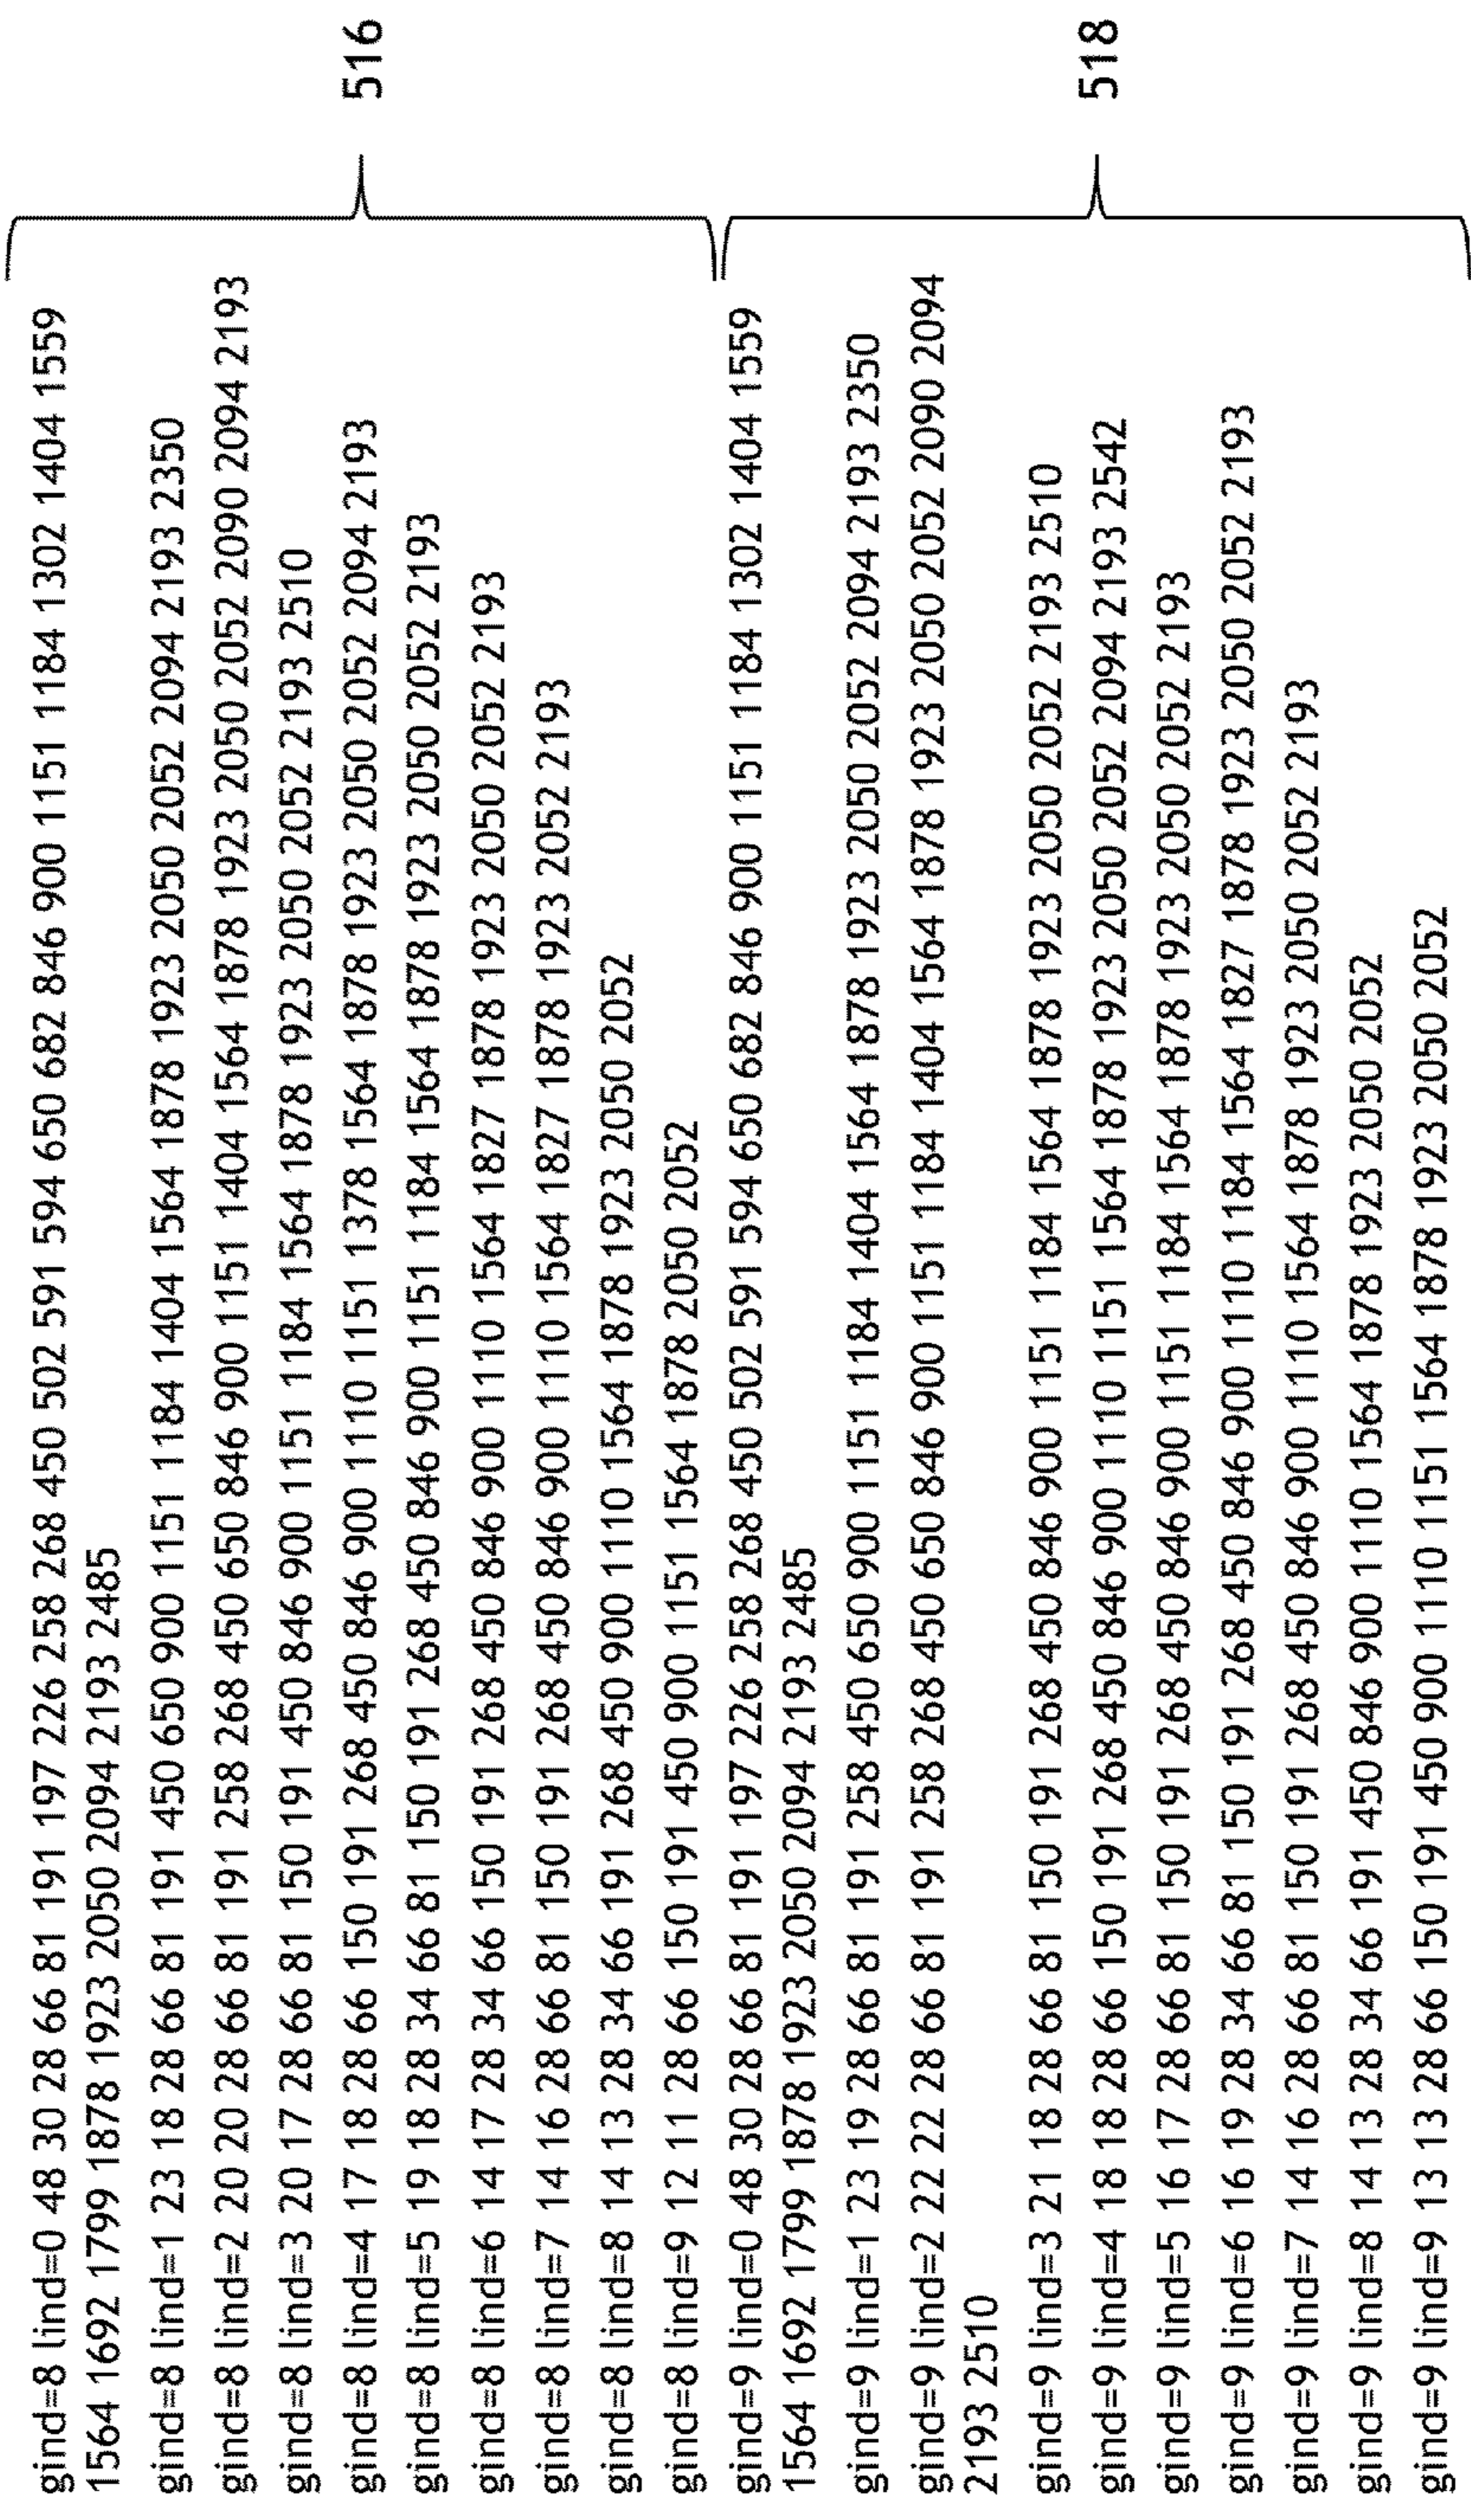 gind=8 lind=0 48 30 28 66 81 191 197 226 258 268 450 502 591 594 650 682 846 900 1151 1184 1302 1404 1559
1564 1692 1799 1878 1923 2050 2094 2193 2485
gind=8 lind=1 23 18 28 66 81 191 450 650 900 1151 1184 1404 1564 1878 1923 2050 2052 2094 2193 2350
gind=8 lind=2 20 20 28 66 81 191 258 268 450 650 846 900 1151 1404 1564 1878 1923 2050 2052 2090 2094 2193
gind=8 lind=3 20 17 28 66 81 150 191 450 846 900 1151 1184 1564 1878 1923 2050 2052 2193 2510
gind=8 lind=4 17 18 28 66 150 191 268 450 846 900 1110 1151 1378 1564 1878 1923 2050 2052 2094 2193
gind=8 lind=5 19 18 28 34 66 81 150 191 268 450 846 900 1151 1184 1564 1878 1923 2050 2052 2193
gind=8 lind=6 14 17 28 34 66 150 191 268 450 846 900 1110 1564 1827 1878 1923 2050 2052 2193
gind=8 lind=7 14 16 28 66 81 150 191 268 450 846 900 1110 1564 1827 1878 1923 2052 2193
gind=8 lind=8 14 13 28 34 66 191 268 450 900 1110 1564 1878 1923 2050 2052
gind=8 lind=9 12 11 28 66 150 191 450 900 1151 1564 1878 2050 2052
516
gind=9 lind=0 48 30 28 66 81 191 197 226 258 268 450 502 591 594 650 682 846 900 1151 1184 1302 1404 1559
1564 1692 1799 1878 1923 2050 2094 2193 2485
gind=9 lind=1 23 19 28 66 81 191 258 450 650 900 1151 1184 1404 1564 1878 1923 2050 2052 2094 2193 2350
gind=9 lind=2 22 22 28 66 81 191 258 268 450 650 846 900 1151 1184 1404 1564 1878 1923 2050 2052 2090 2094
2193 2510
gind=9 lind=3 21 18 28 66 81 150 191 268 450 846 900 1151 1184 1564 1878 1923 2050 2052 2193 2510
gind=9 lind=4 18 18 28 66 150 191 268 450 846 900 1110 1151 1564 1878 1923 2050 2052 2094 2193 2542
gind=9 lind=5 16 17 28 66 81 150 191 268 450 846 900 1151 1184 1564 1878 1923 2050 2052 2193
gind=9 lind=6 16 19 28 34 66 81 150 191 268 450 846 900 1110 1184 1564 1827 1878 1923 2050 2052 2193
gind=9 lind=7 14 16 28 66 81 150 191 268 450 846 900 1110 1564 1878 1923 2050 2052 2193
gind=9 lind=8 14 13 28 34 66 191 450 846 900 1110 1564 1878 1923 2050 2052
gind=9 lind=9 13 13 28 66 150 191 450 900 1110 1151 1564 1878 1923 2050 2052
518